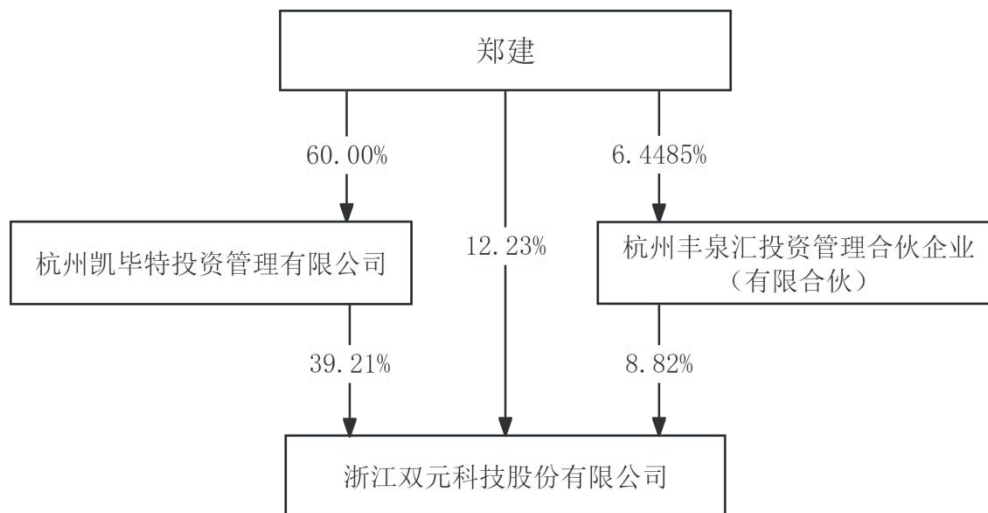 郑建
60.00%
6.4485%
杭州凯毕特投资管理有限公司
12.23%
杭州丰泉汇投资管理合伙企业
（有限合伙）
39.21%
8.82%
浙江双元科技股份有限公司